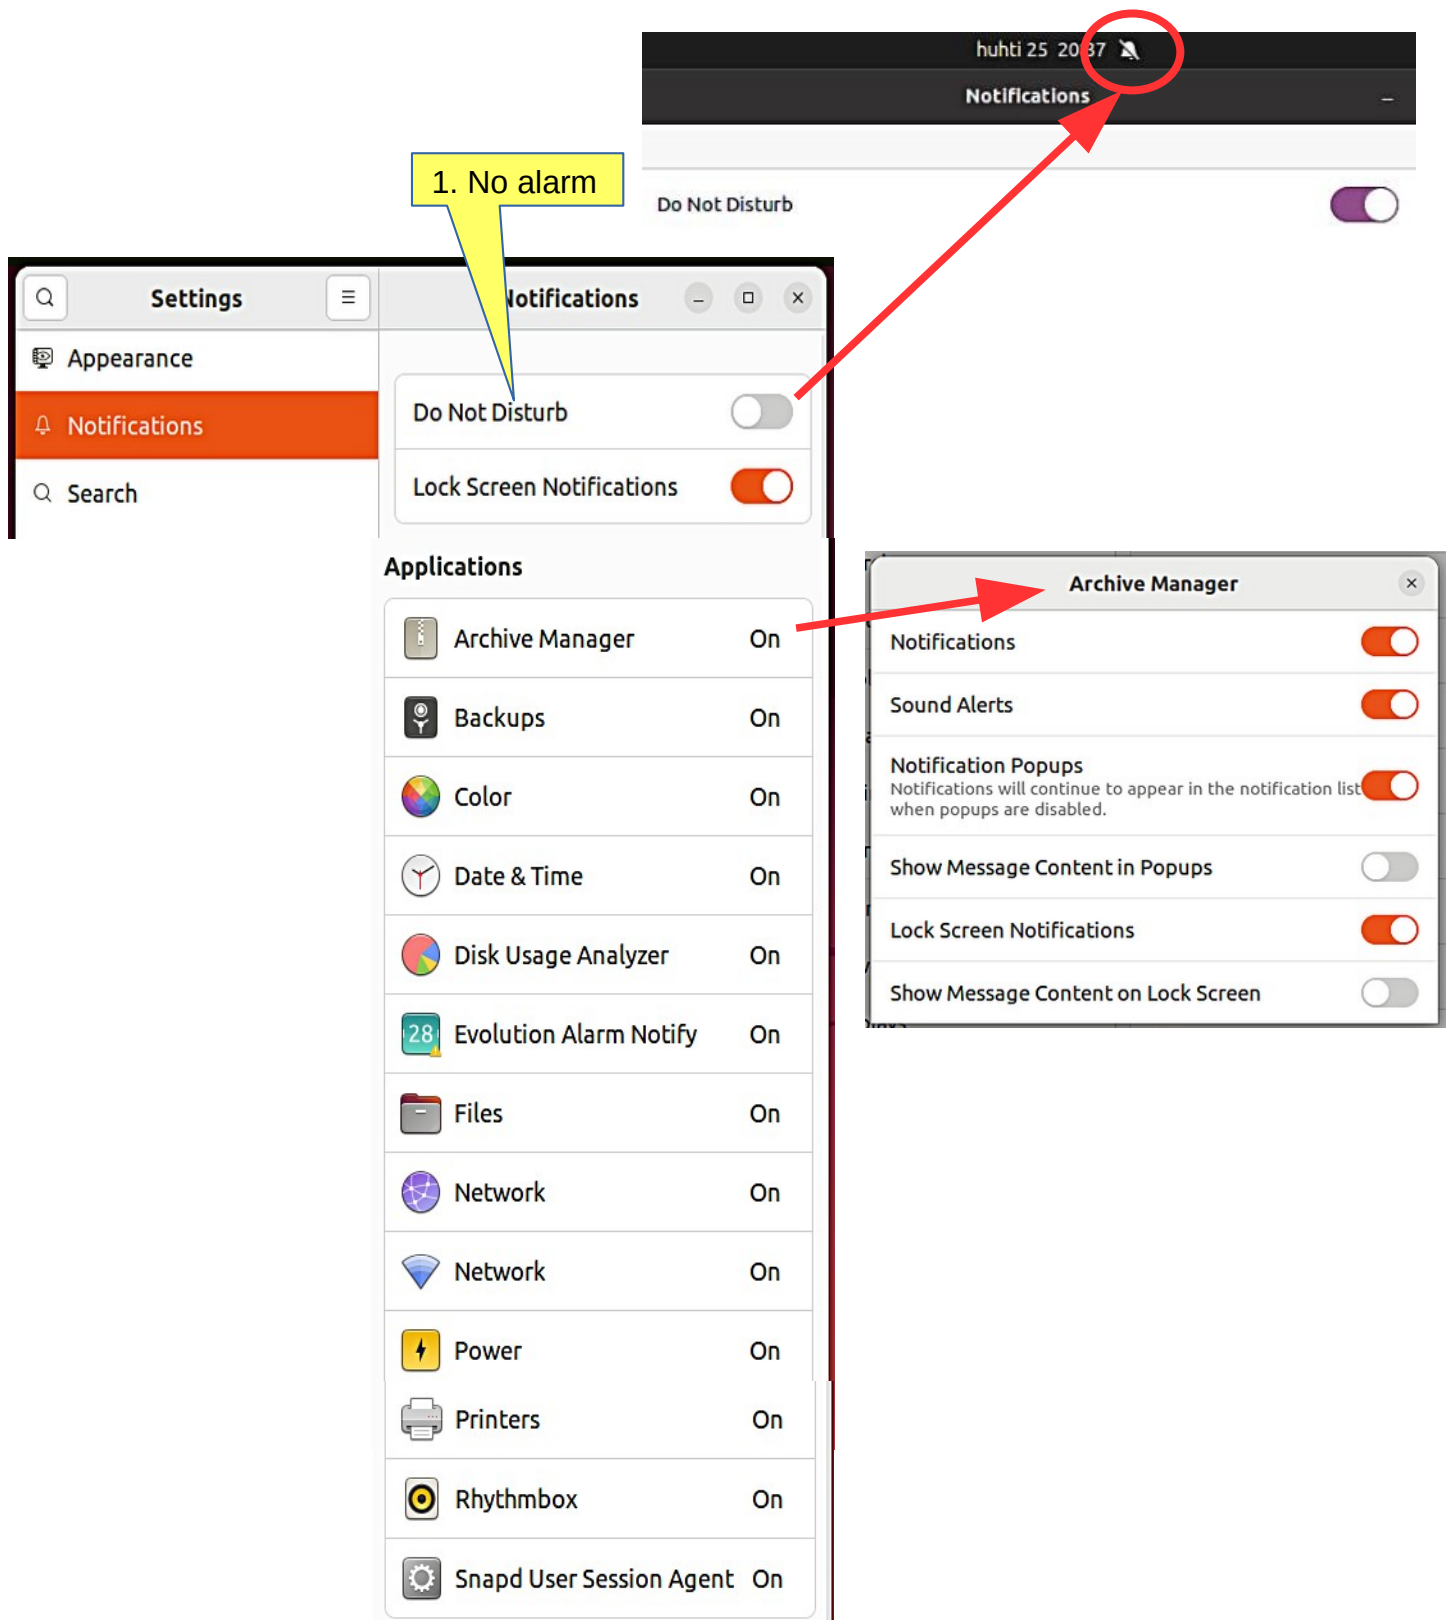 huhti 25 20:37
Notifications
Do Not Disturb
1. No alarm
Settings
Notifications
Appearance
Notifications
Search
Do Not Disturb
Lock Screen Notifications
Applications
Archive Manager On
Backups On
Color On
Date & Time On
Disk Usage Analyzer On
Evolution Alarm Notify On
28
Files On
Network On
Network On
Power On
Printers On
Rhythmbox On
Snapd User Session Agent On
Archive Manager
Notifications
Sound Alerts
Notification Popups
Notifications will continue to appear in the notification list
when popups are disabled.
Show Message Content in Popups
Lock Screen Notifications
Show Message Content on Lock Screen